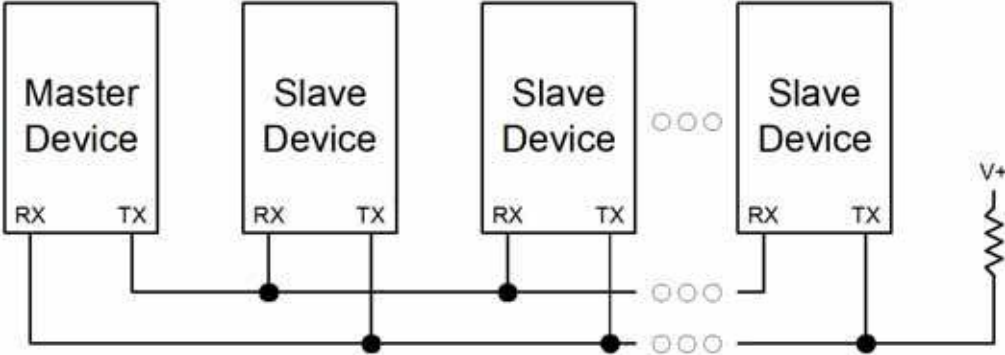 Master
Device
Slave
Device
Slave
Device
Slave
Device
V+
RX TX
RX TX
RX TX
RX TX